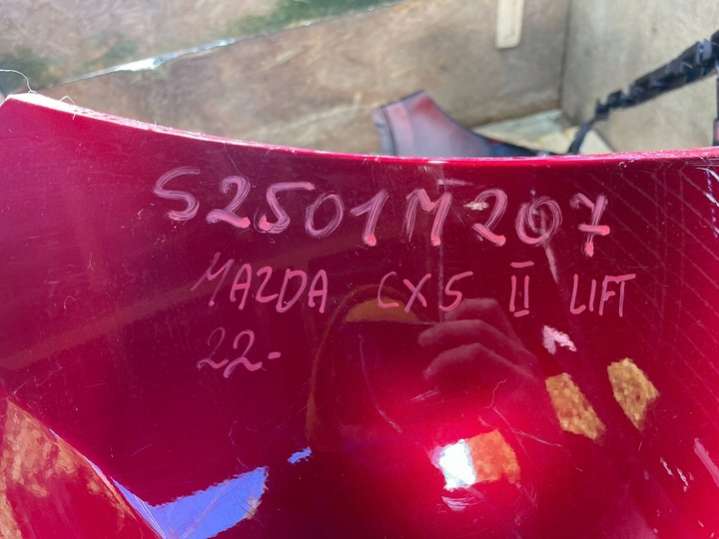 S2501M207
MAZDA CX5 II LIFT
22-